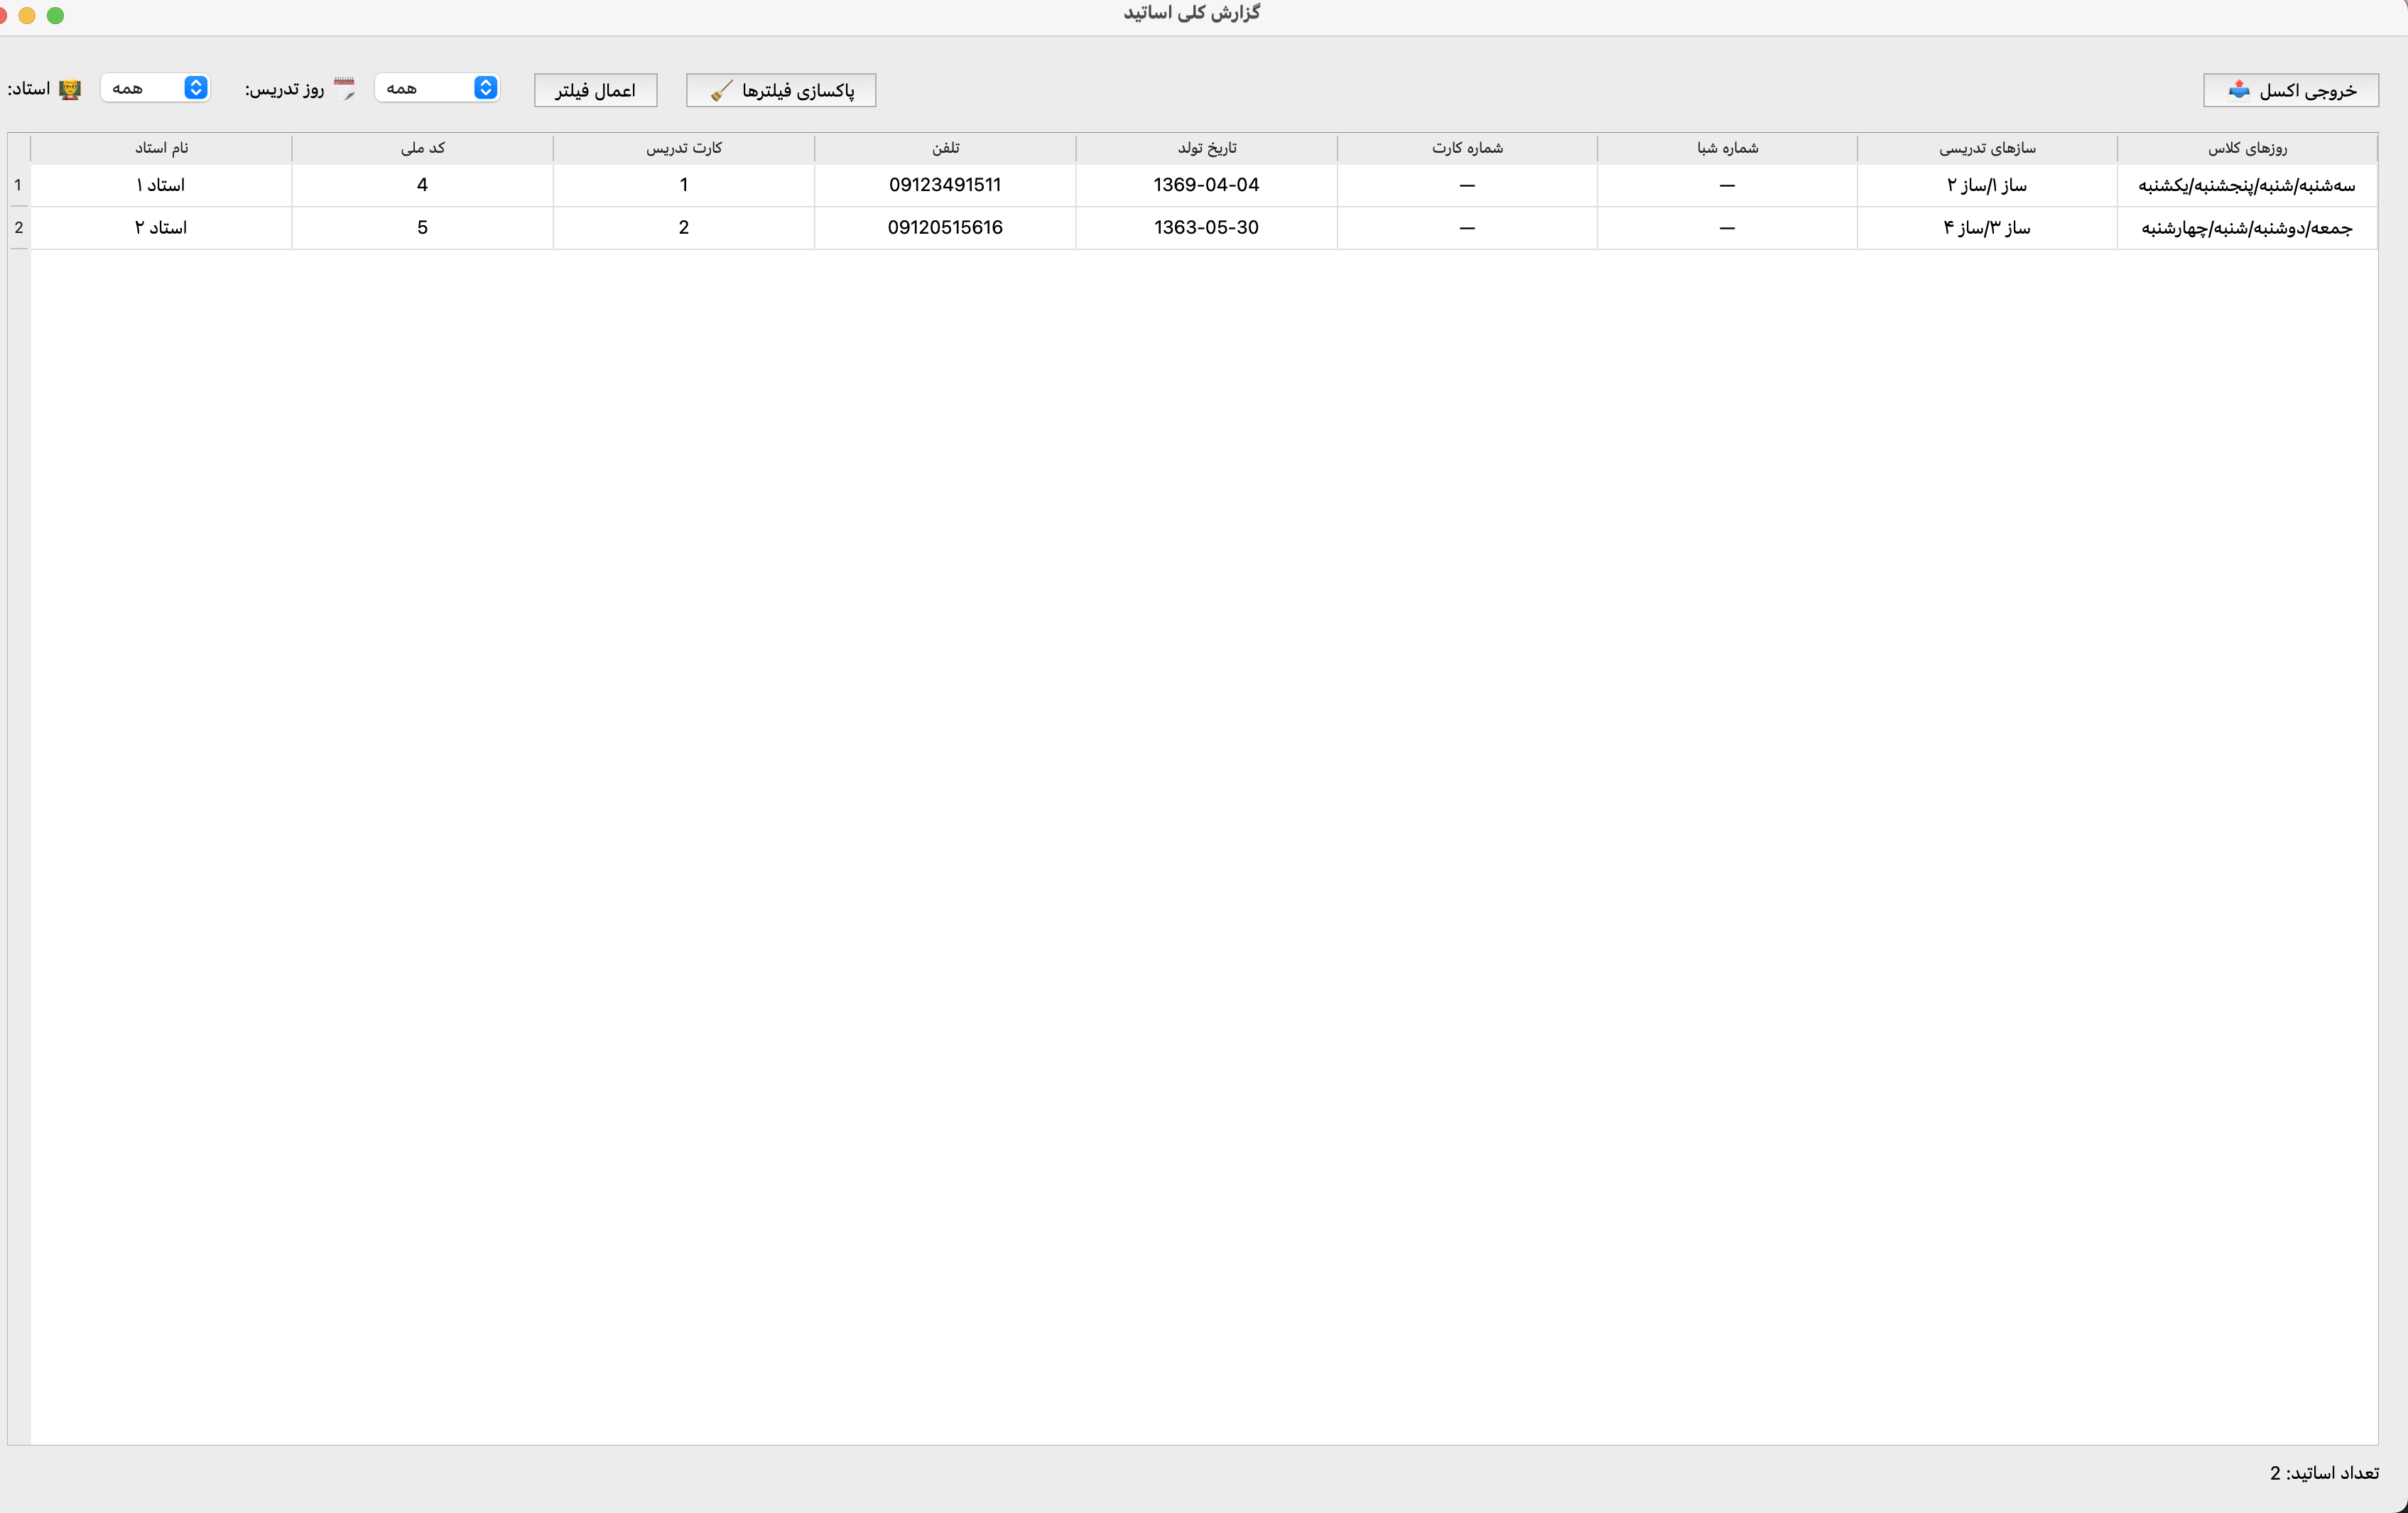 گزارش کلی اساتید
استاد: همه روز تدریس: همه اعمال فیلتر پاکسازی فیلترها خروجی اکسل
نام استاد کد ملی کارت تدریس تلفن تاریخ تولد شماره کارت شماره شبا سازهای تدریسی روزهای کلاس
1 استاد ۱ 4 1 09123491511 1369-04-04 — — ساز ۱/ساز ۲ سه‌شنبه/شنبه/پنجشنبه/یکشنبه
2 استاد ۲ 5 2 09120515616 1363-05-30 — — ساز ۳/ساز ۴ جمعه/دوشنبه/شنبه/چهارشنبه
تعداد اساتید: 2